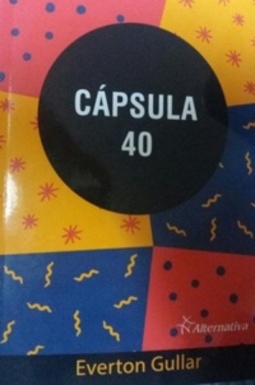 CÁPSULA
40
Alternativa
Everton Gullar